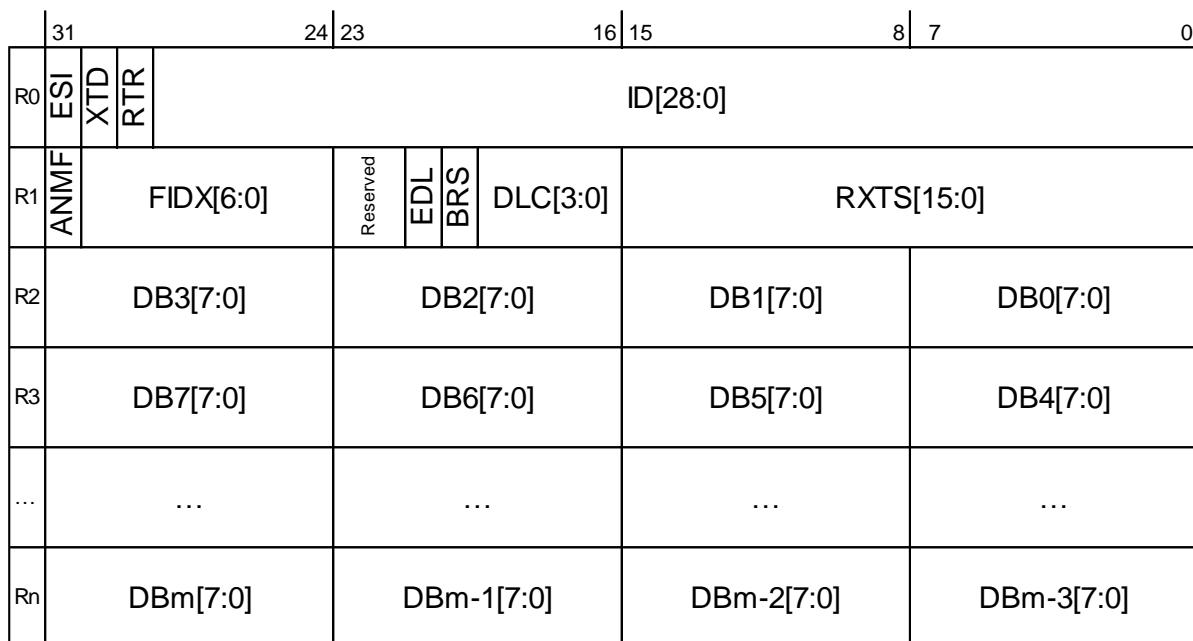 31 24 23 16 15 8 7 0
R0 ESI XTD RTR ID[28:0]
R1 ANMF FIDX[6:0] Reserved EDL BRS DLC[3:0] RXTS[15:0]
R2 DB3[7:0] DB2[7:0] DB1[7:0] DB0[7:0]
R3 DB7[7:0] DB6[7:0] DB5[7:0] DB4[7:0]
... ... ... ... ...
Rn DBm[7:0] DBm-1[7:0] DBm-2[7:0] DBm-3[7:0]